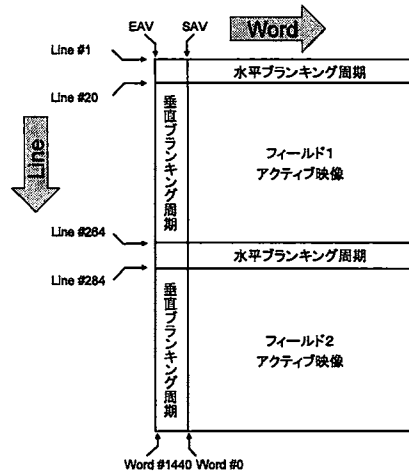 EAV SAV
Word
Line #1
水平ブランキング周期
Line #20
垂直ブランキング周期
フィールド1
アクティブ映像
Line
Line #264
水平ブランキング周期
Line #284
垂直ブランキング周期
フィールド2
アクティブ映像
Word #1440 Word #0